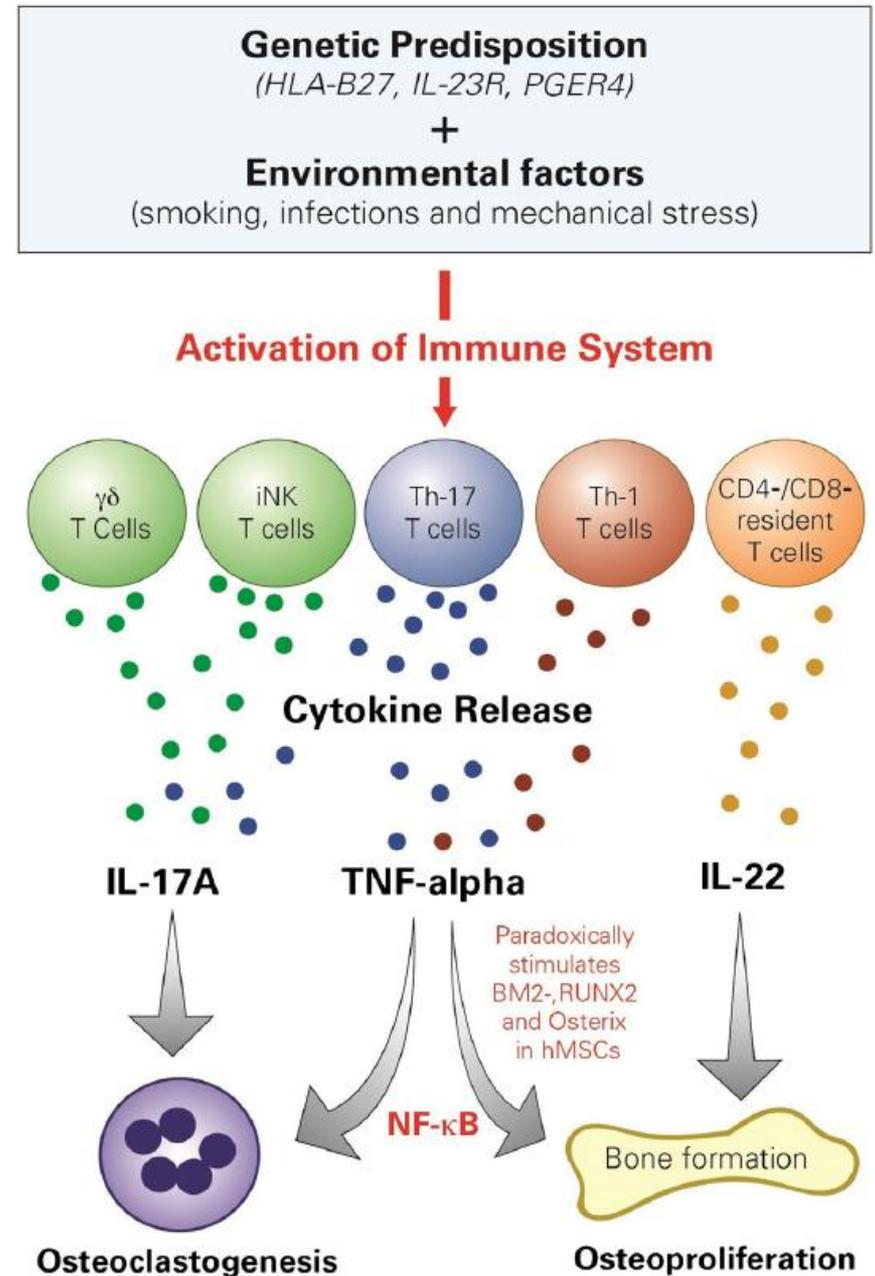 Genetic Predisposition
(HLA-B27, IL-23R, PGER4)
+
Environmental factors
(smoking, infections and mechanical stress)
Activation of Immune System
γδ
T Cells
iNK
T cells
Th-17
T cells
Th-1
T cells
CD4-/CD8-
resident
T cells
Cytokine Release
IL-17A
TNF-alpha
IL-22
Paradoxically
stimulates
BM2-,RUNX2
and Osterix
in hMSCs
NF-κB
Bone formation
Osteoclastogenesis
Osteoproliferation